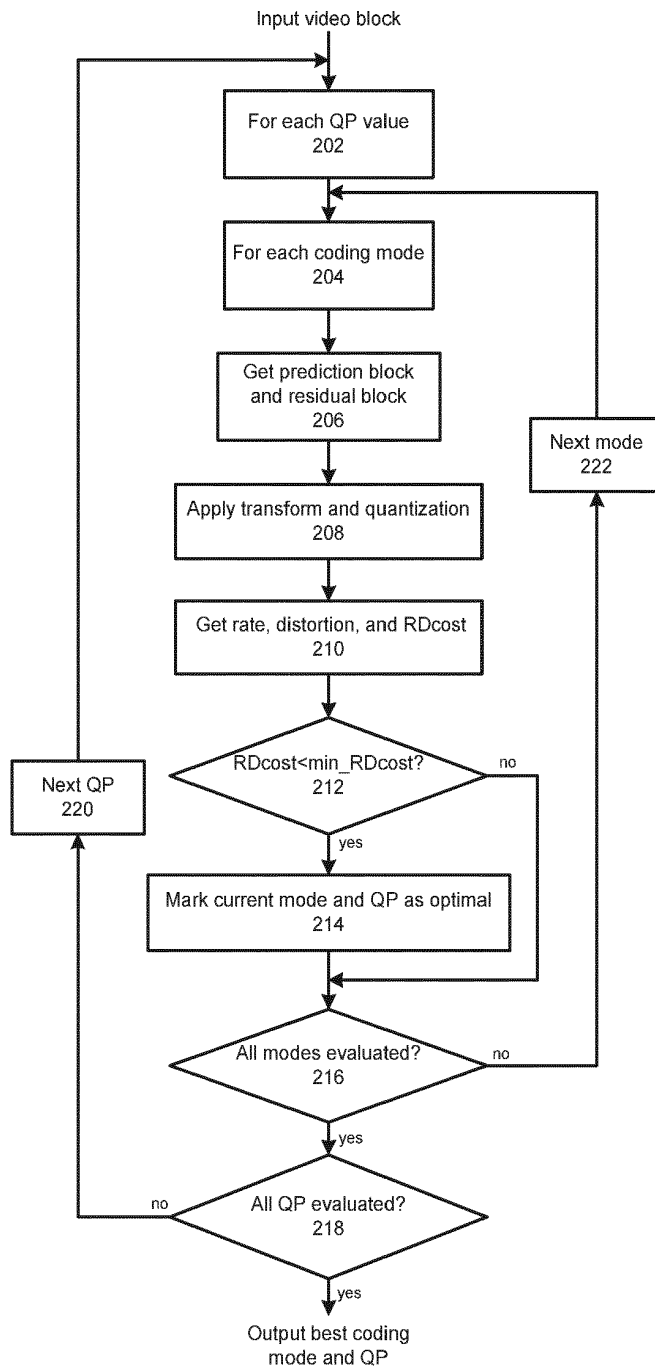 Input video block
For each QP value
202
For each coding mode
204
Get prediction block
and residual block
206
Next mode
222
Apply transform and quantization
208
Get rate, distortion, and RDcost
210
RDcost<min_RDcost?
212
no
Next QP
220
yes
Mark current mode and QP as optimal
214
All modes evaluated?
216
no
yes
no
All QP evaluated?
218
yes
Output best coding
mode and QP